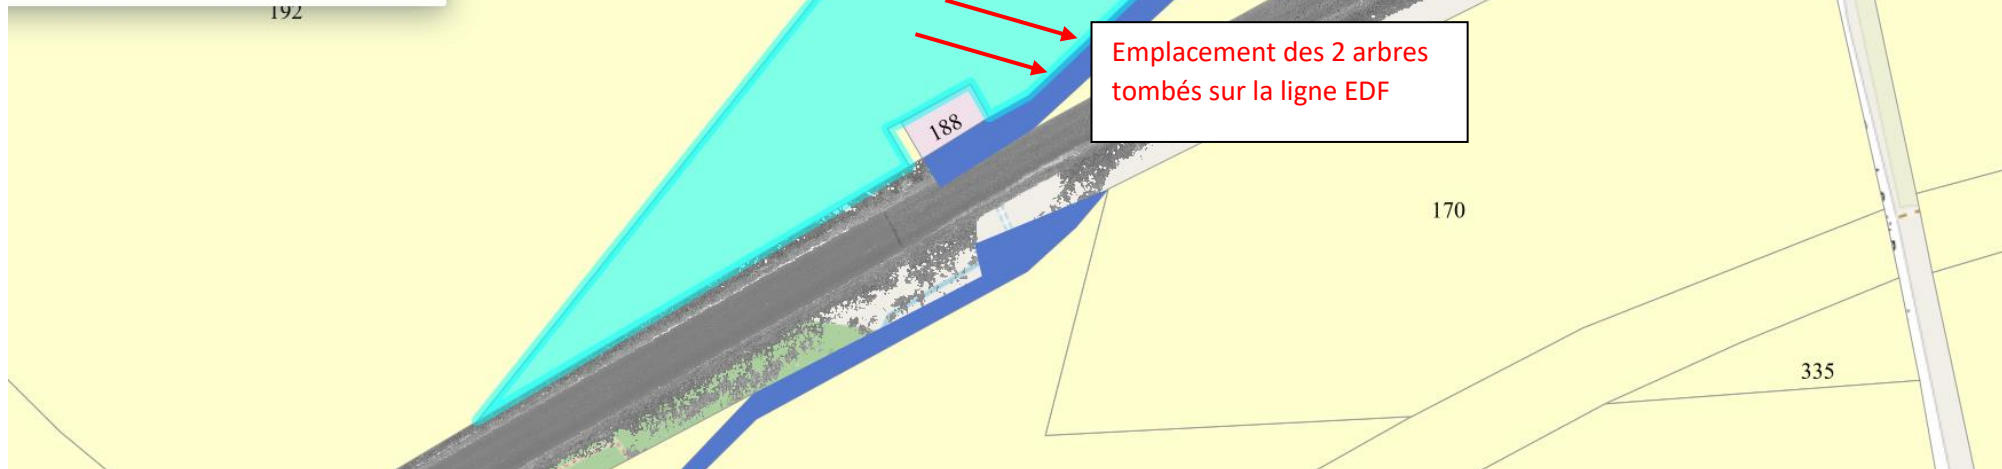 192
Emplacement des 2 arbres
tombés sur la ligne EDF
188
170
335